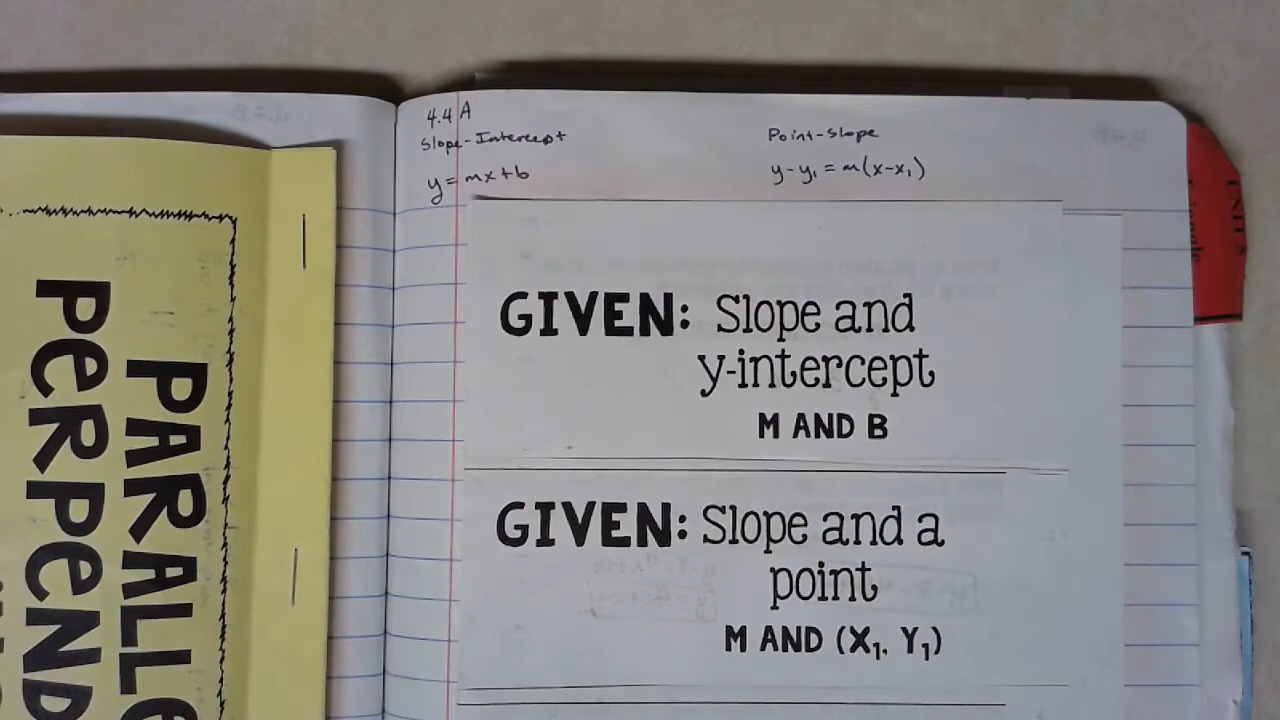 4.4 A
Slope-Intercept
y = mx+b
Point-Slope
y-y₁ = m(x-x₁)
GIVEN: Slope and
y-intercept
M AND B
GIVEN: Slope and a
point
M AND (X₁, Y₁)
PARALLE
PERPEND